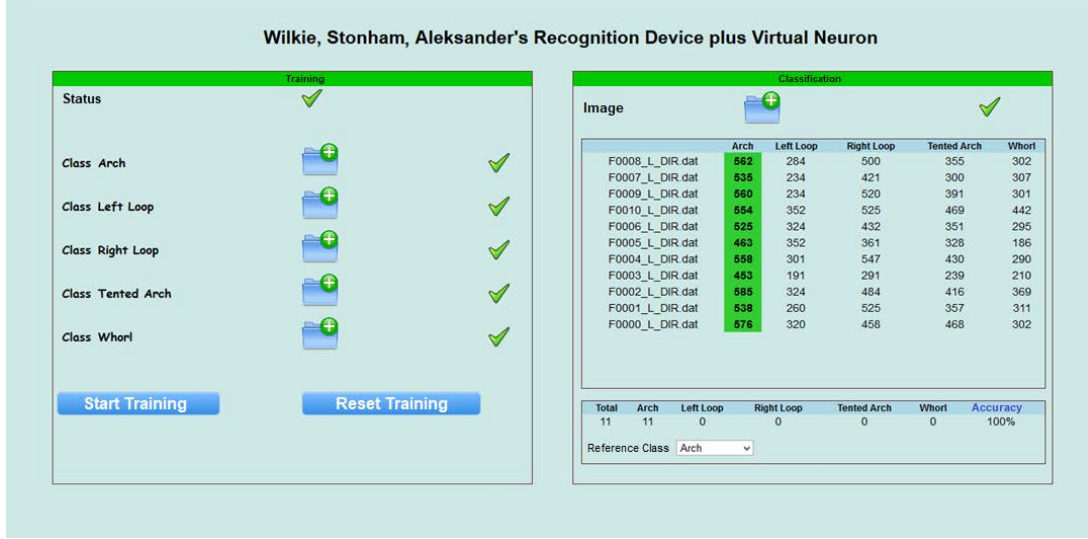 Wilkie, Stonham, Aleksander's Recognition Device plus Virtual Neuron
Training
Status
Class Arch
Class Left Loop
Class Right Loop
Class Tented Arch
Class Whorl
Start Training Reset Training
Classification
Image
Arch Left Loop Right Loop Tented Arch Whorl
F0008_L_DIR.dat 562 284 500 355 302
F0007_L_DIR.dat 535 234 421 300 307
F0009_L_DIR.dat 560 234 520 391 301
F0010_L_DIR.dat 554 352 525 469 442
F0006_L_DIR.dat 525 324 432 351 295
F0005_L_DIR.dat 463 352 361 328 186
F0004_L_DIR.dat 558 301 547 430 290
F0003_L_DIR.dat 453 191 291 239 210
F0002_L_DIR.dat 585 324 484 416 369
F0001_L_DIR.dat 538 260 525 357 311
F0000_L_DIR.dat 576 320 458 468 302
Total Arch Left Loop Right Loop Tented Arch Whorl Accuracy
11 11 0 0 0 0 100%
Reference Class Arch